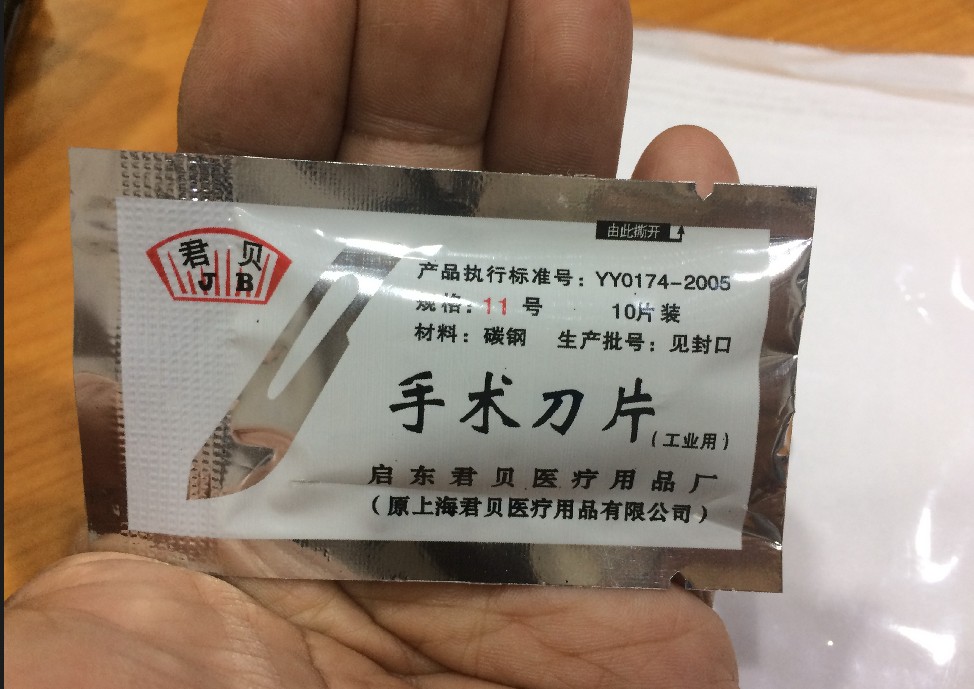 君 贝
J B
由此撕开
产品执行标准号：YY0174-2005
规格：11 号 10片装
材料：碳钢 生产批号：见封口
手术刀片
（工业用）
启东君贝医疗用品厂
（原上海君贝医疗用品有限公司）